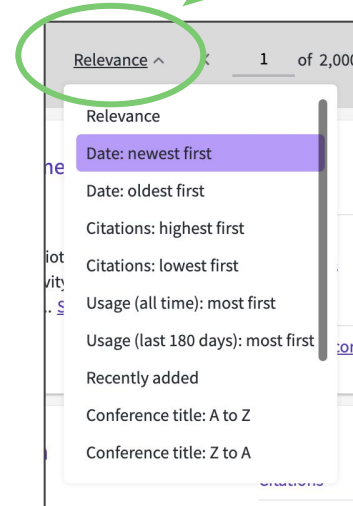 Relevance
1 of 2,000
Relevance
Date: newest first
Date: oldest first
Citations: highest first
Citations: lowest first
Usage (all time): most first
Usage (last 180 days): most first
Recently added
Conference title: A to Z
Conference title: Z to A
Citations